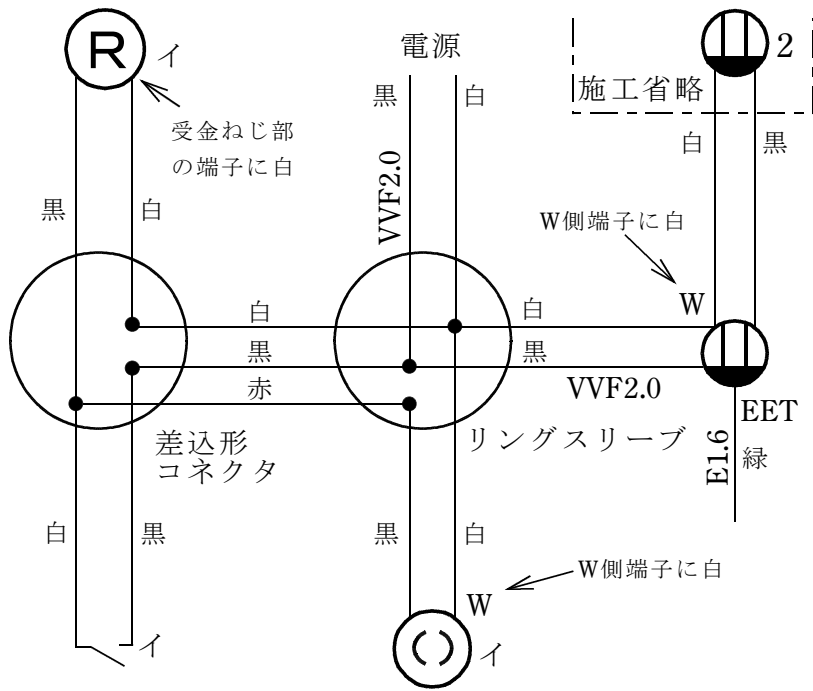 R
イ
受金ねじ部
の端子に白
電源
黒
白
VVF2.0
2
施工省略
白
黒
黒
白
W側端子に白
W
白
黒
赤
白
黒
VVF2.0
EET
E1.6
緑
差込形
コネクタ
リングスリーブ
白
黒
イ
黒
白
W側端子に白
W
イ